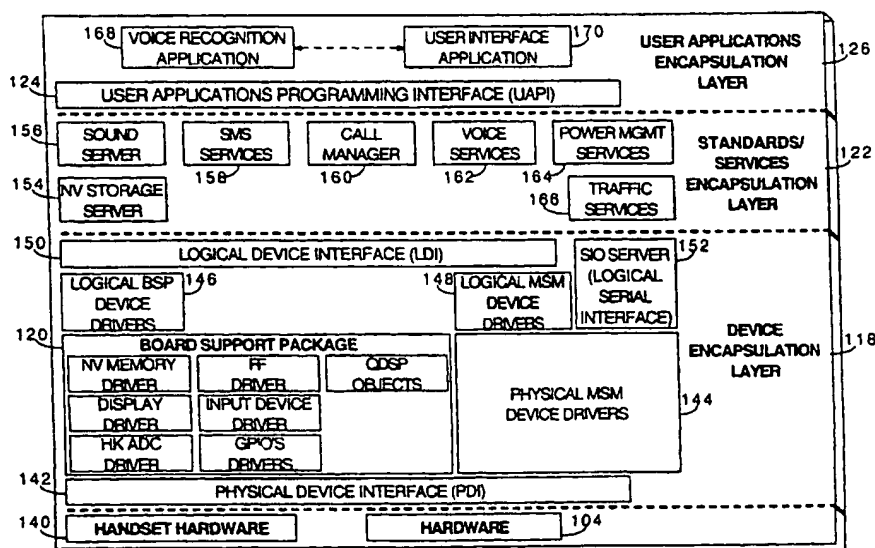 168
VOICE RECOGNITION
APPLICATION
USER INTERFACE
APPLICATION
170
USER APPLICATIONS
ENCAPSULATION
LAYER
126
124
USER APPLICATIONS PROGRAMMING INTERFACE (UAPI)
156
SOUND
SERVER
SMS
SERVICES
158
CALL
MANAGER
160
VOICE
SERVICES
162
POWER MGMT
SERVICES
164
STANDARDS/
SERVICES
ENCAPSULATION
LAYER
122
154
NV STORAGE
SERVER
166
TRAFFIC
SERVICES
150
LOGICAL DEVICE INTERFACE (LDI)
SIO SERVER
(LOGICAL
SERIAL
INTERFACE)
152
LOGICAL BSP
DEVICE
DRIVERS
146
148
LOGICAL MSM
DEVICE
DRIVERS
120
BOARD SUPPORT PACKAGE
NV MEMORY
DRIVER
RF
DRIVER
QDSP
OBJECTS
DISPLAY
DRIVER
INPUT DEVICE
DRIVER
HK ADC
DRIVER
GPIO'S
DRIVERS
PHYSICAL MSM
DEVICE DRIVERS
144
DEVICE
ENCAPSULATION
LAYER
118
142
PHYSICAL DEVICE INTERFACE (PDI)
140
HANDSET HARDWARE
HARDWARE
104